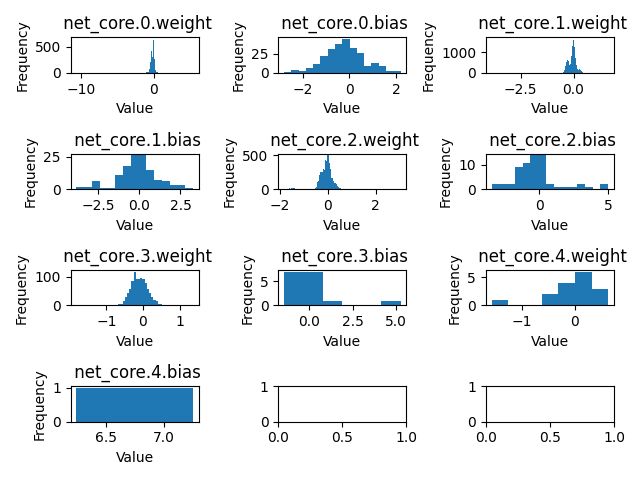 net_core.0.weight
Frequency
500
0
−10
0
Value
net_core.0.bias
Frequency
25
0
−2
0
2
Value
net_core.1.weight
Frequency
1000
0
−2.5
0.0
Value
net_core.1.bias
Frequency
25
0
−2.5
0.0
2.5
Value
net_core.2.weight
Frequency
500
0
−2
0
2
Value
net_core.2.bias
Frequency
10
0
0
5
Value
net_core.3.weight
Frequency
100
0
−1
0
1
Value
net_core.3.bias
Frequency
5
0
0.0
2.5
5.0
Value
net_core.4.weight
Frequency
5
0
−1
0
Value
net_core.4.bias
Frequency
1
0
6.5
7.0
Value
1
0
0.0
0.5
1.0
1
0
0.0
0.5
1.0